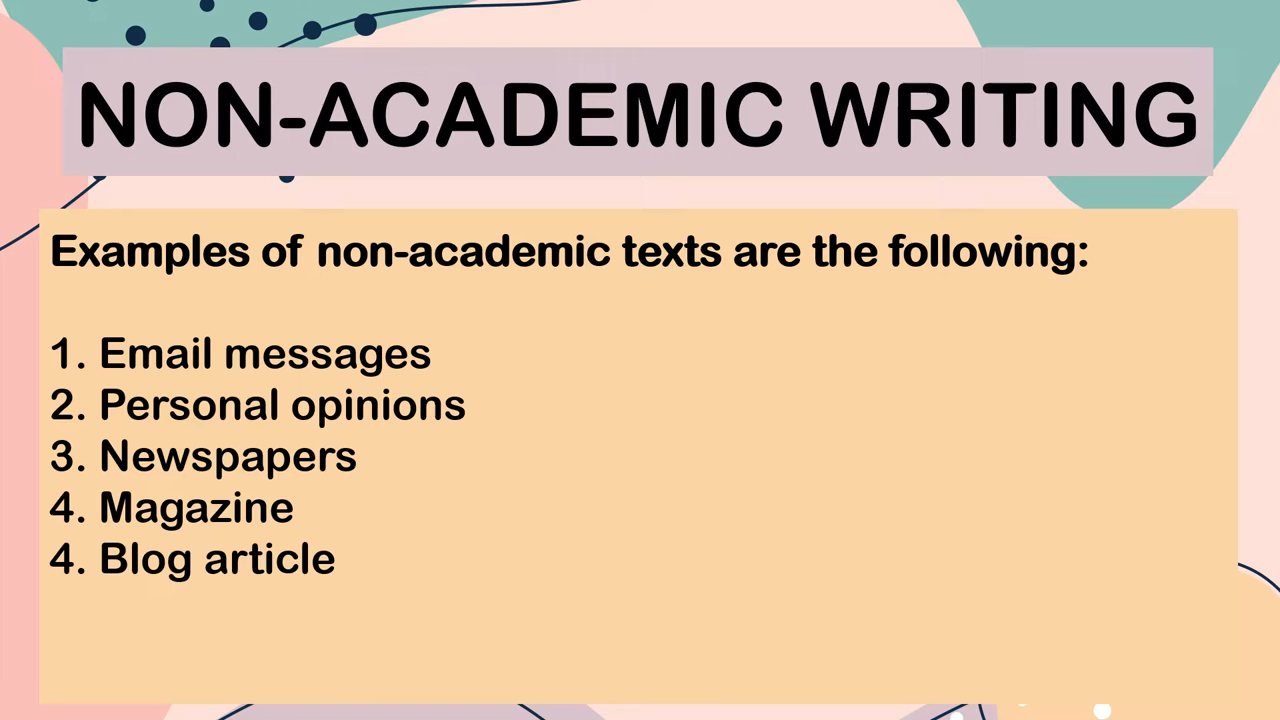 NON-ACADEMIC WRITING
Examples of non-academic texts are the following:
1. Email messages
2. Personal opinions
3. Newspapers
4. Magazine
4. Blog article